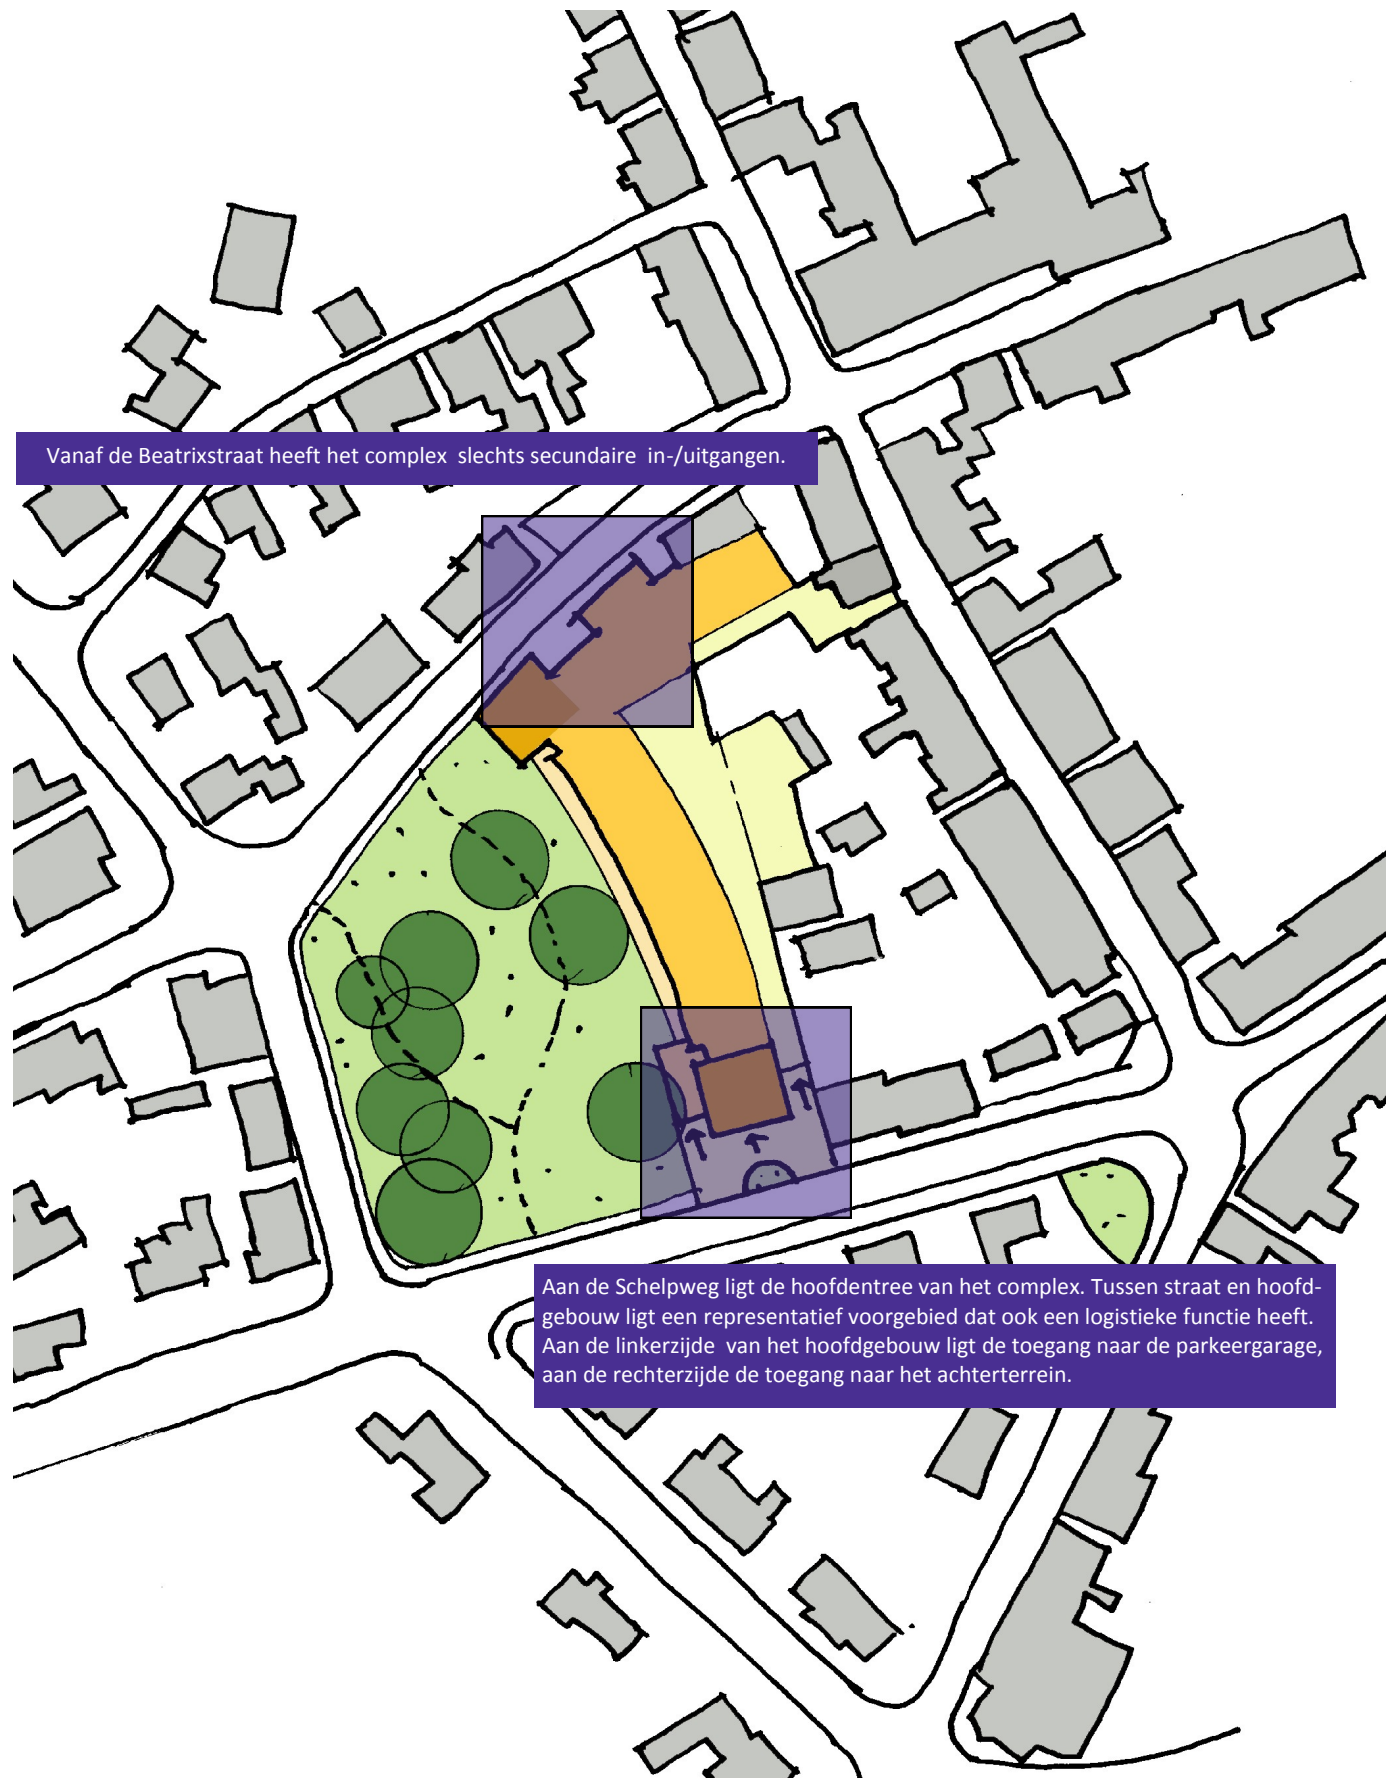 Vanaf de Beatrixstraat heeft het complex slechts secundaire in-/uitgangen.
Aan de Schelpweg ligt de hoofdentree van het complex. Tussen straat en hoofd-
gebouw ligt een representatief voorgebied dat ook een logistieke functie heeft.
Aan de linkerzijde van het hoofdgebouw ligt de toegang naar de parkeergarage,
aan de rechterzijde de toegang naar het achterterrein.